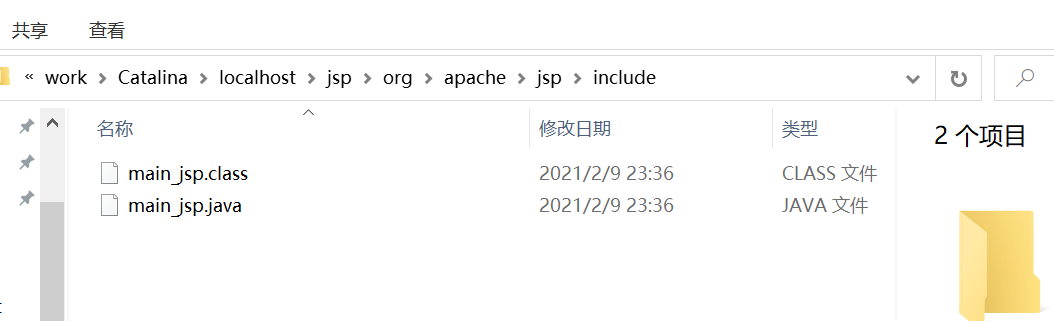 共享 查看
« work > Catalina > localhost > jsp > org > apache > jsp > include
名称 修改日期 类型 2 个项目
main_jsp.class 2021/2/9 23:36 CLASS 文件
main_jsp.java 2021/2/9 23:36 JAVA 文件